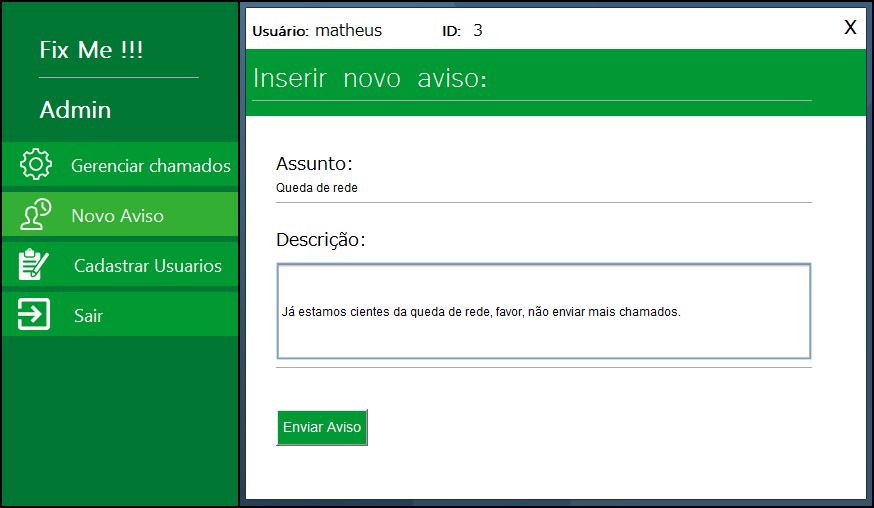 Fix Me !!!
Admin
Gerenciar chamados
Novo Aviso
Cadastrar Usuarios
Sair
Usuário: matheus ID: 3 X
Inserir novo aviso:
Assunto:
Queda de rede
Descrição:
Já estamos cientes da queda de rede, favor, não enviar mais chamados.
Enviar Aviso